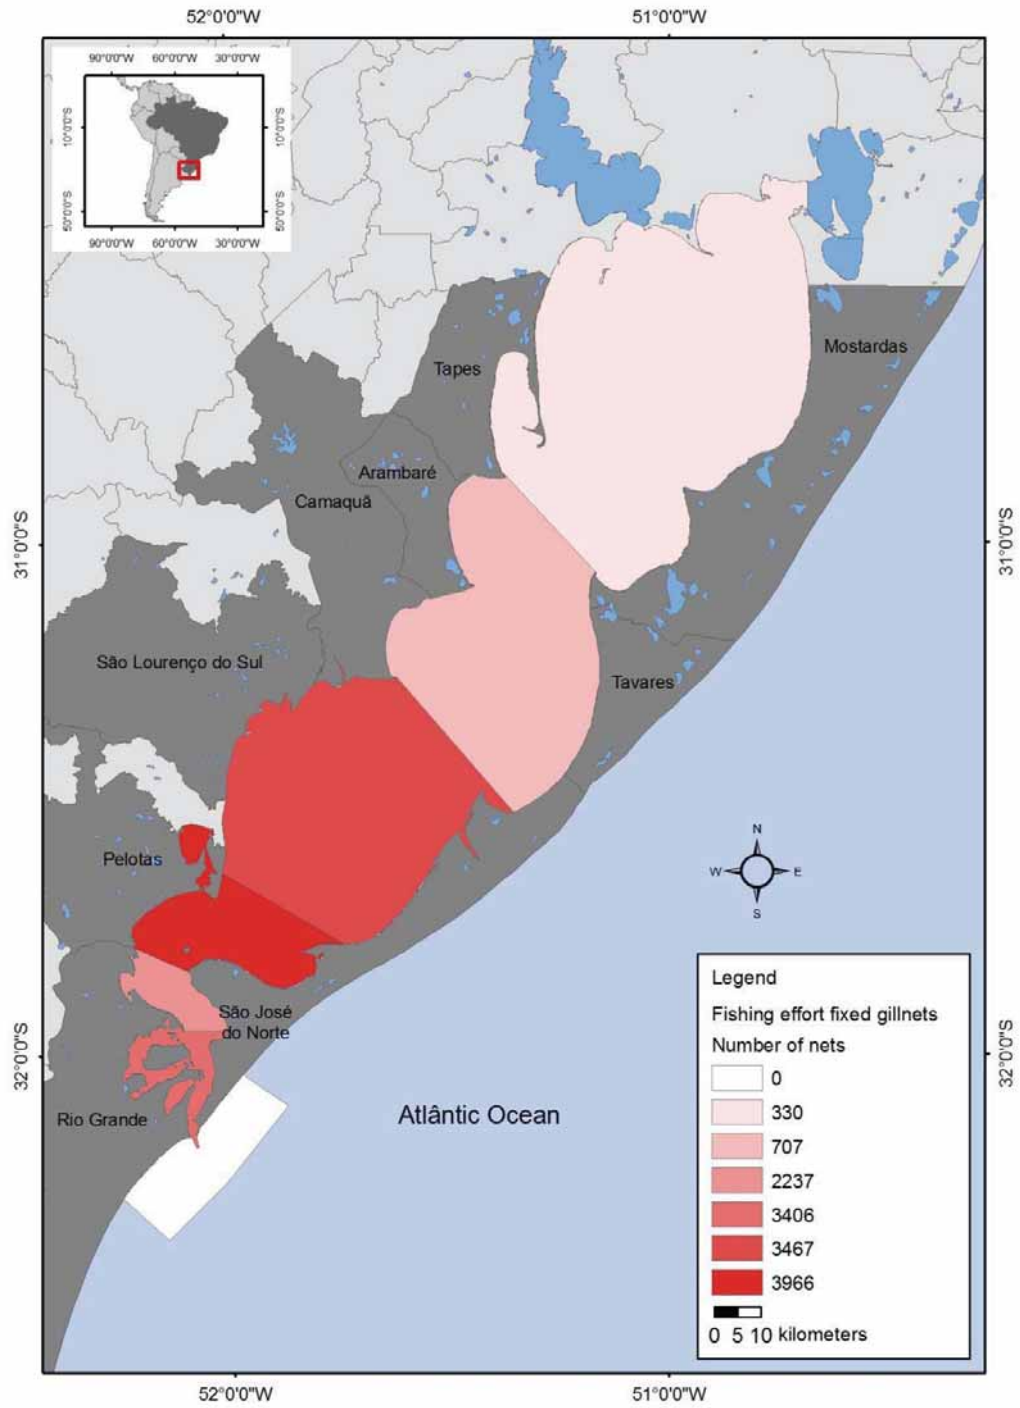 52°0'0"W 51°0'0"W
90°0'0"W 60°0'0"W 30°0'0"W
10°0'0"S 10°0'0"S
50°0'0"S 50°0'0"S
90°0'0"W 60°0'0"W 30°0'0"W
Mostardas
Tapes
Arambaré
Camaquã
31°0'0"S 31°0'0"S
São Lourenço do Sul
Tavares
Pelotas
N
W E
S
Legend
São José
do Norte
Fishing effort fixed gillnets
Number of nets
32°0'0"S 32°0'0"S
0
Rio Grande
Atlântic Ocean
330
707
2237
3406
3467
3966
0 5 10 kilometers
52°0'0"W 51°0'0"W